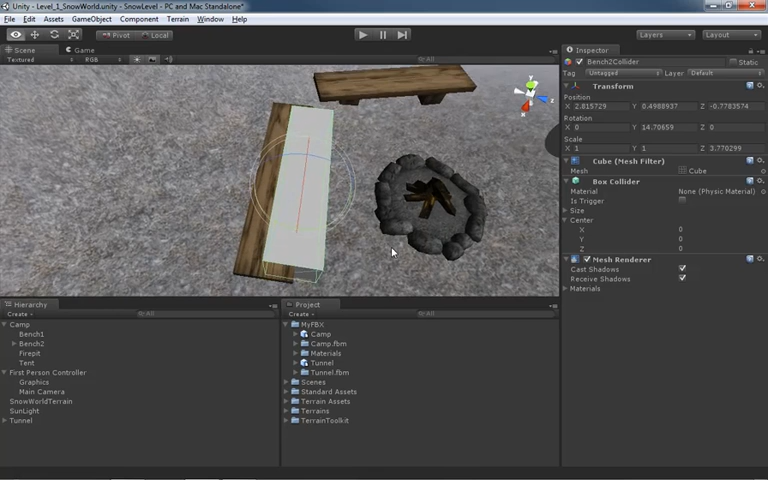 Unity - Level_1_SnowWorld.unity - SnowLevel - PC and Mac Standalone*
File Edit Assets GameObject Component Terrain Window Help
Pivot Local Layers Layout
Scene Game
Textured RGB All
y
x
z
Inspector
Bench2Collider Static
Tag Untagged Layer Default
Transform
Position
X 2.815729 Y 0.4988937 Z -0.7783574
Rotation
X 0 Y 14.70659 Z 0
Scale
X 1 Y 1 Z 3.770299
Cube (Mesh Filter)
Mesh Cube
Box Collider
Material None (Physic Material)
Is Trigger
Size
Center
X 0
Y 0
Z 0
Mesh Renderer
Cast Shadows
Receive Shadows
Materials
Hierarchy
Create All
Camp
Bench1
Bench2
Firepit
Tent
First Person Controller
Graphics
Main Camera
SnowWorldTerrain
SunLight
Tunnel
Project
Create All
MyFBX
Camp
Camp.fbm
Materials
Tunnel
Tunnel.fbm
Scenes
Standard Assets
Terrain Assets
Terrains
TerrainToolkit